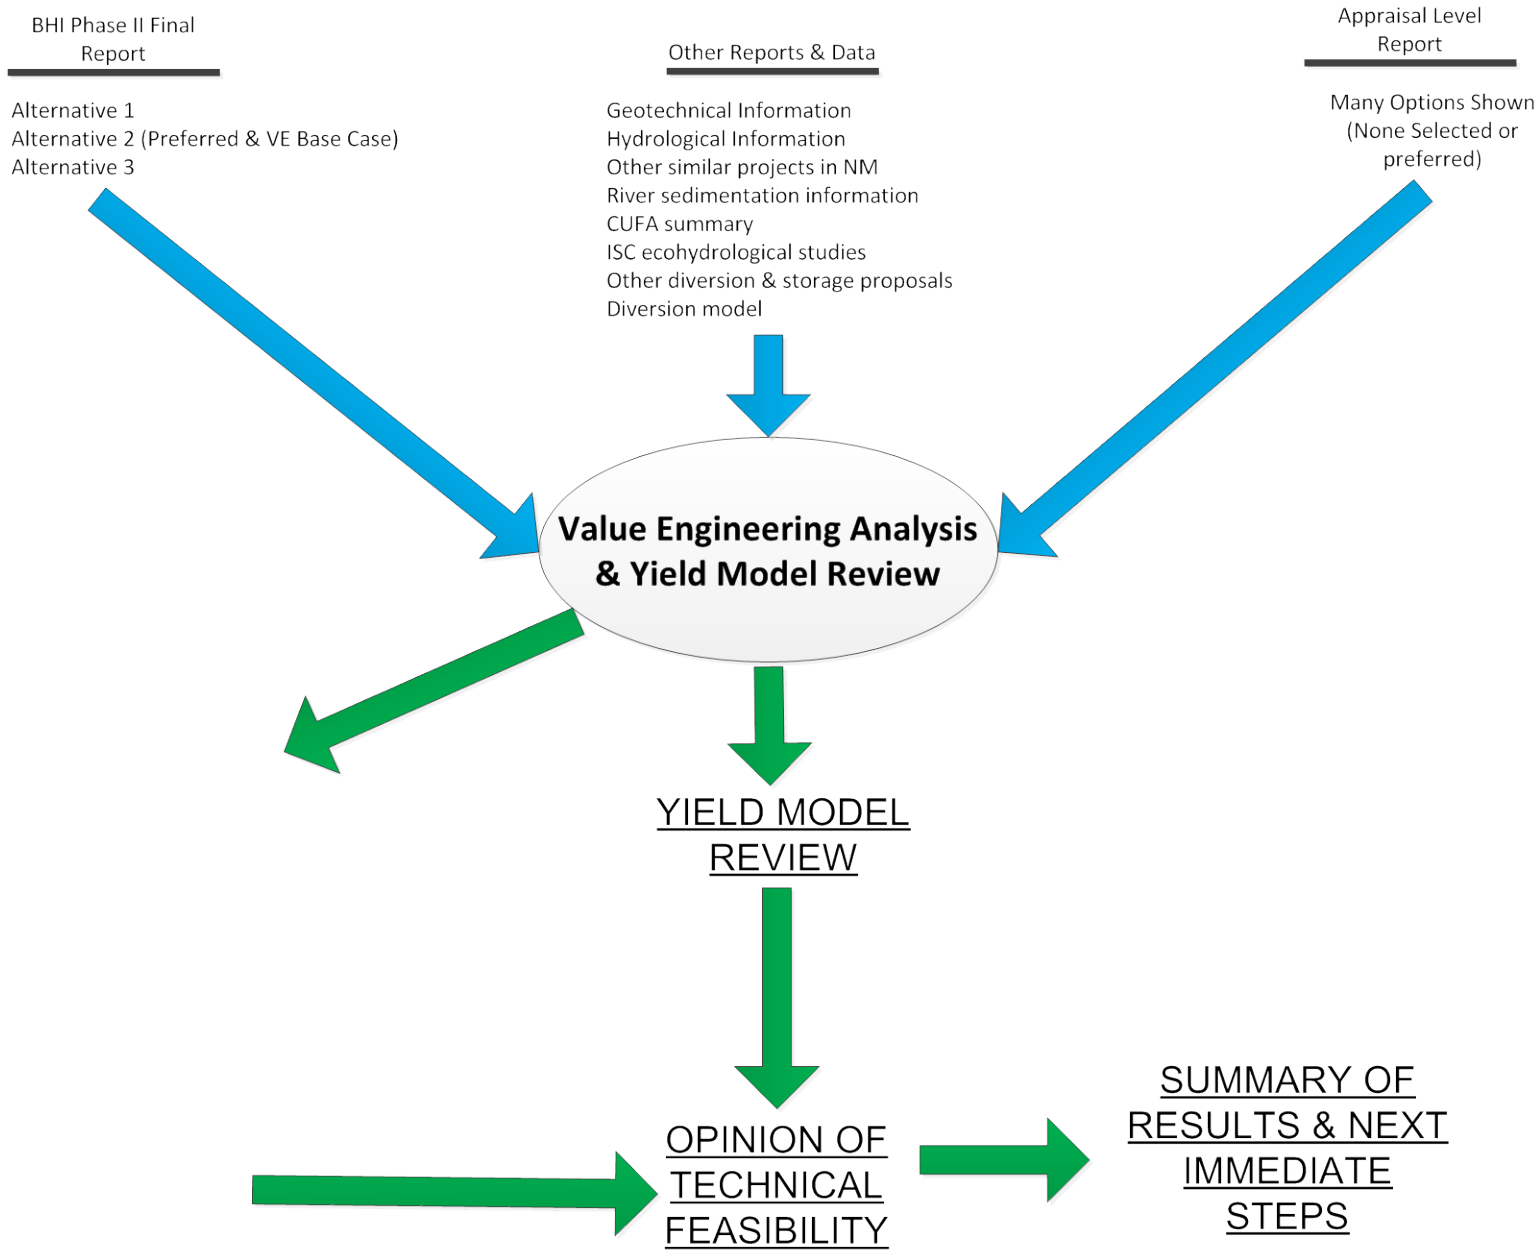 BHI Phase II Final
Report
Alternative 1
Alternative 2 (Preferred & VE Base Case)
Alternative 3
Other Reports & Data
Geotechnical Information
Hydrological Information
Other similar projects in NM
River sedimentation information
CUFA summary
ISC ecohydrological studies
Other diversion & storage proposals
Diversion model
Appraisal Level
Report
Many Options Shown
(None Selected or
preferred)
Value Engineering Analysis
& Yield Model Review
YIELD MODEL
REVIEW
OPINION OF
TECHNICAL
FEASIBILITY
SUMMARY OF
RESULTS & NEXT
IMMEDIATE
STEPS